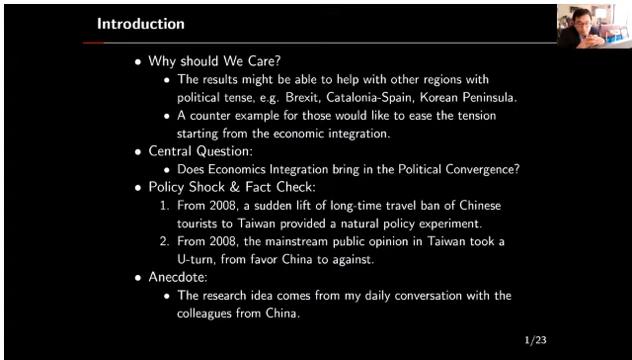 Introduction
• Why should We Care?
• The results might be able to help with other regions with
political tense, e.g. Brexit, Catalonia-Spain, Korean Peninsula.
• A counter example for those would like to ease the tension
starting from the economic integration.
• Central Question:
• Does Economics Integration bring in the Political Convergence?
• Policy Shock & Fact Check:
1. From 2008, a sudden lift of long-time travel ban of Chinese
tourists to Taiwan provided a natural policy experiment.
2. From 2008, the mainstream public opinion in Taiwan took a
U-turn, from favor China to against.
• Anecdote:
• The research idea comes from my daily conversation with the
colleagues from China.
1/23